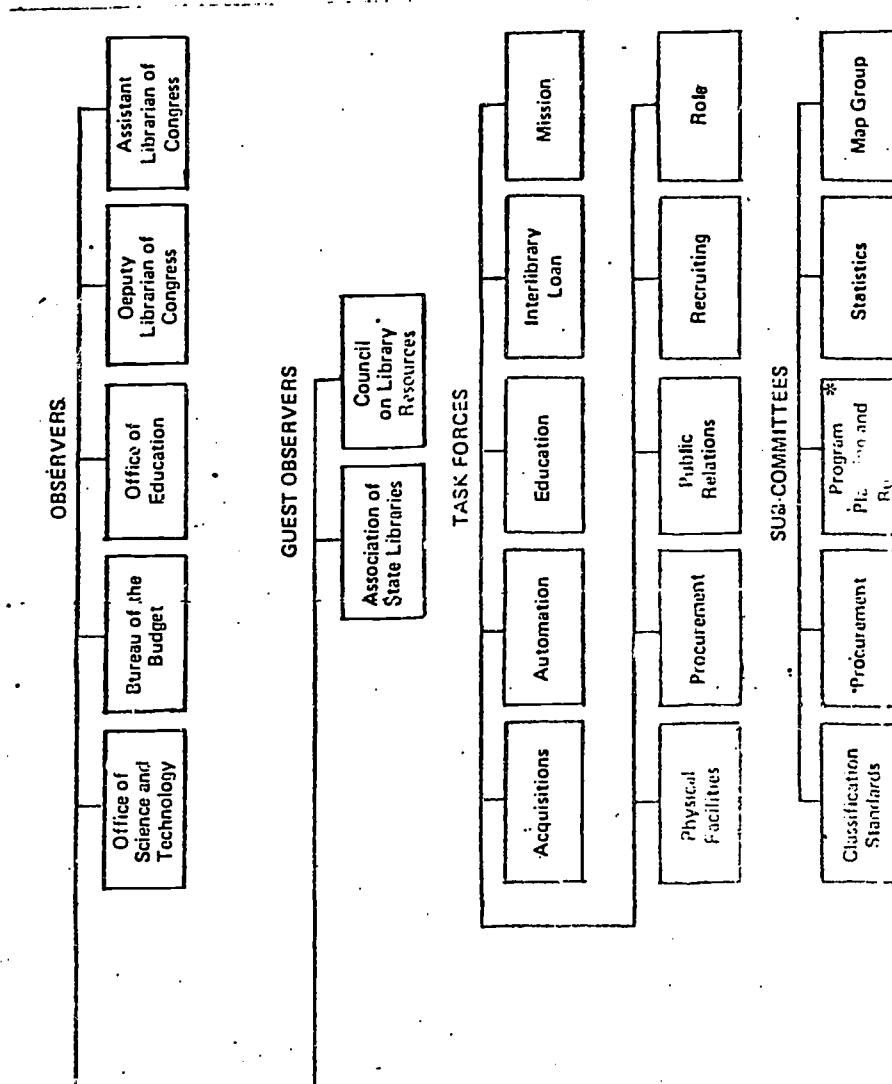 OBSERVERS
Office of
Science and
Technology
Bureau of the
Budget
Office of
Education
Deputy
Librarian of
Congress
Assistant
Librarian of
Congress
GUEST OBSERVERS
Association of
State Libraries
Council
on Library
Resources
TASK FORCES
Acquisitions
Automation
Education
Interlibrary
Loan
Mission
Physical
Facilities
Procurement
Public
Relations
Recruiting
Role
SUB-COMMITTEES
Classification
Standards
Procurement
Program *
and
Statistics
Map Group